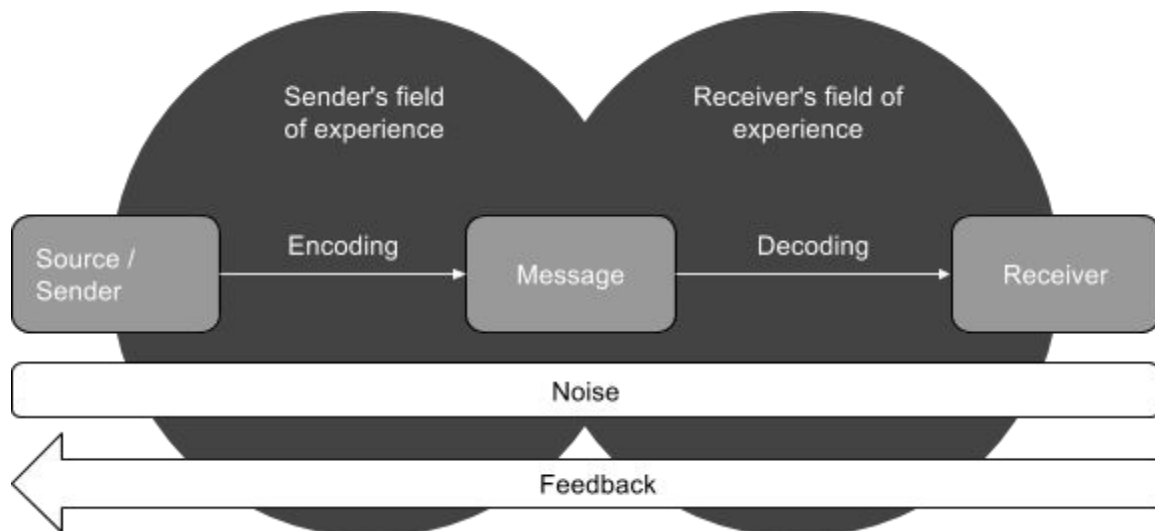 Sender's field
of experience
Receiver's field of
experience
Encoding
Decoding
Source /
Sender
Message
Receiver
Noise
Feedback